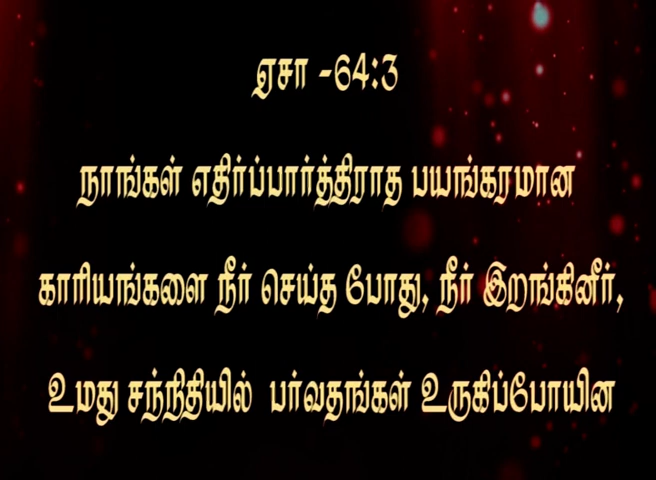 ஏசா -64:3
நாங்கள் எதிர்ப்பார்த்திராத பயங்கரமான
காரியங்களை நீர் செய்த போது, நீர் இறங்கினீர்,
உமது சந்நிதியில் பர்வதங்கள் உருகிப்போயின